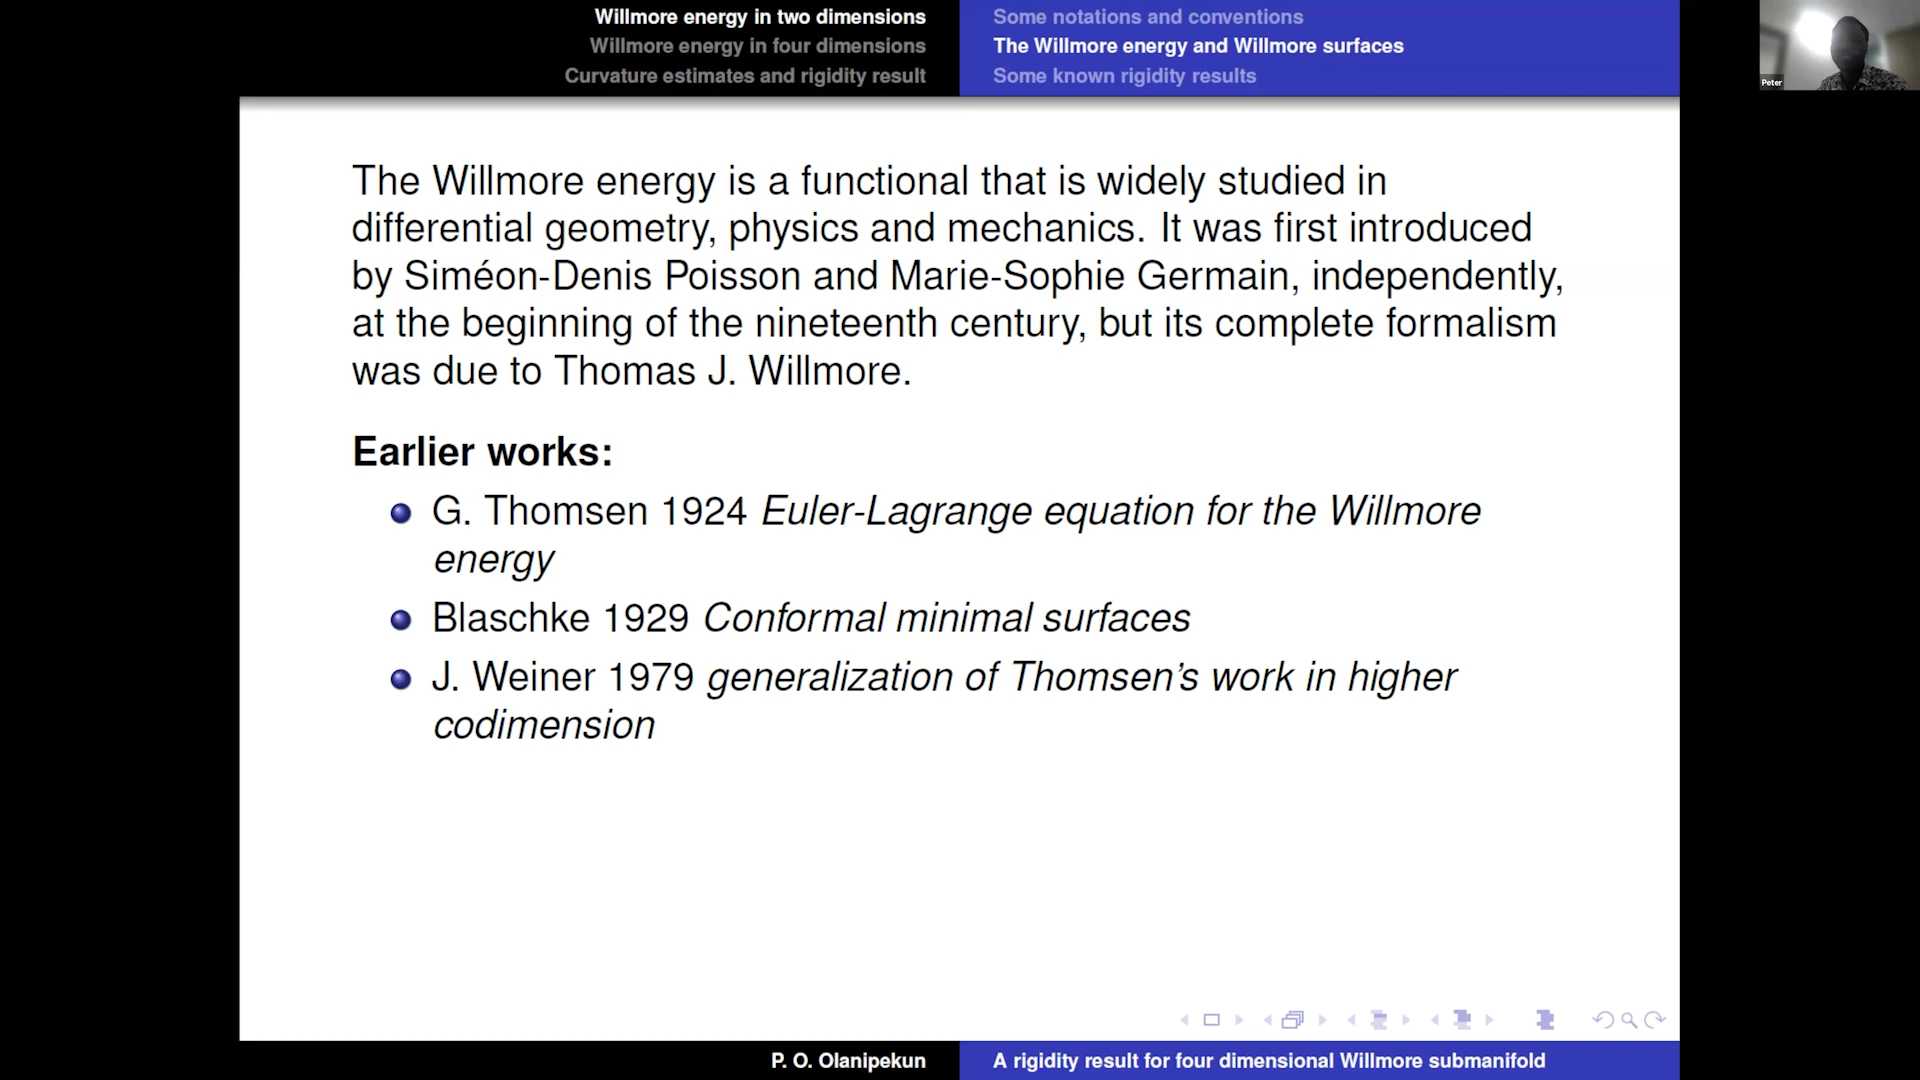 Willmore energy in two dimensions
Willmore energy in four dimensions
Curvature estimates and rigidity result
Some notations and conventions
The Willmore energy and Willmore surfaces
Some known rigidity results
Peter
The Willmore energy is a functional that is widely studied in
differential geometry, physics and mechanics. It was first introduced
by Siméon-Denis Poisson and Marie-Sophie Germain, independently,
at the beginning of the nineteenth century, but its complete formalism
was due to Thomas J. Willmore.
Earlier works:
G. Thomsen 1924 Euler-Lagrange equation for the Willmore
energy
Blaschke 1929 Conformal minimal surfaces
J. Weiner 1979 generalization of Thomsen's work in higher
codimension
P. O. Olanipekun
A rigidity result for four dimensional Willmore submanifold